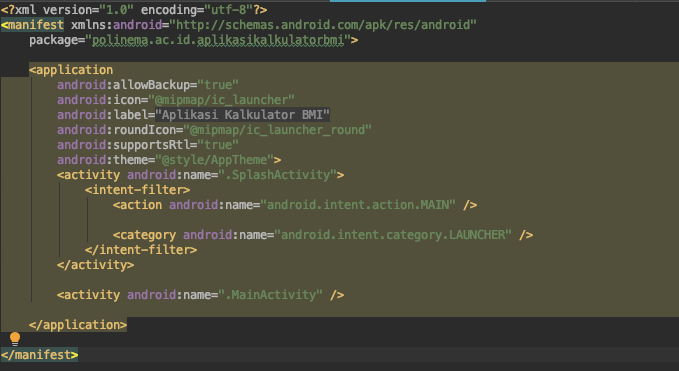 <?xml version="1.0" encoding="utf-8"?>
<manifest xmlns:android="http://schemas.android.com/apk/res/android"
    package="polinema.ac.id.aplikasikalkulatorbmi">
    <application
        android:allowBackup="true"
        android:icon="@mipmap/ic_launcher"
        android:label="Aplikasi Kalkulator BMI"
        android:roundIcon="@mipmap/ic_launcher_round"
        android:supportsRtl="true"
        android:theme="@style/AppTheme">
        <activity android:name=".SplashActivity">
            <intent-filter>
                <action android:name="android.intent.action.MAIN" />
                <category android:name="android.intent.category.LAUNCHER" />
            </intent-filter>
        </activity>
        <activity android:name=".MainActivity" />
    </application>
</manifest>